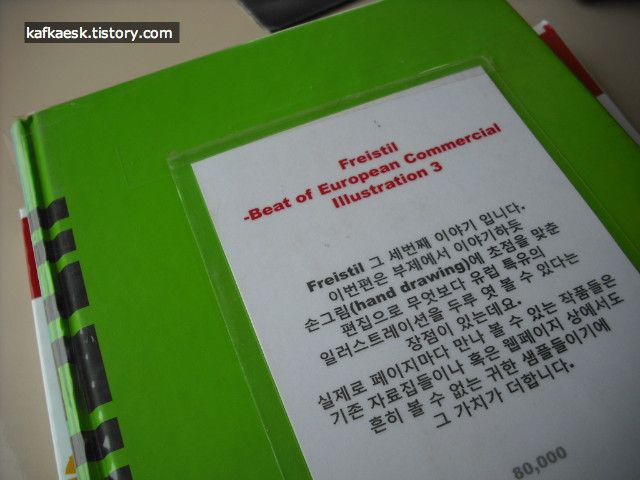 kafkaesk.tistory.com
Freistil
-Beat of European Commercial
Illustration 3
Freistil 그 세번째 이야기 입니다.
이번편은 부제에서 이야기하듯
손그림(hand drawing)에 초점을 맞춘
편집으로 무엇보다 유럽 특유의
일러스트레이션을 두루 엿 볼 수 있다는
장점이 있는데요.
실제로 페이지마다 만나 볼 수 있는 작품들은
기존 자료집들이나 혹은 웹페이지 상에서도
흔히 볼 수 없는 귀한 샘플들이기에
그 가치가 더합니다.
80,000